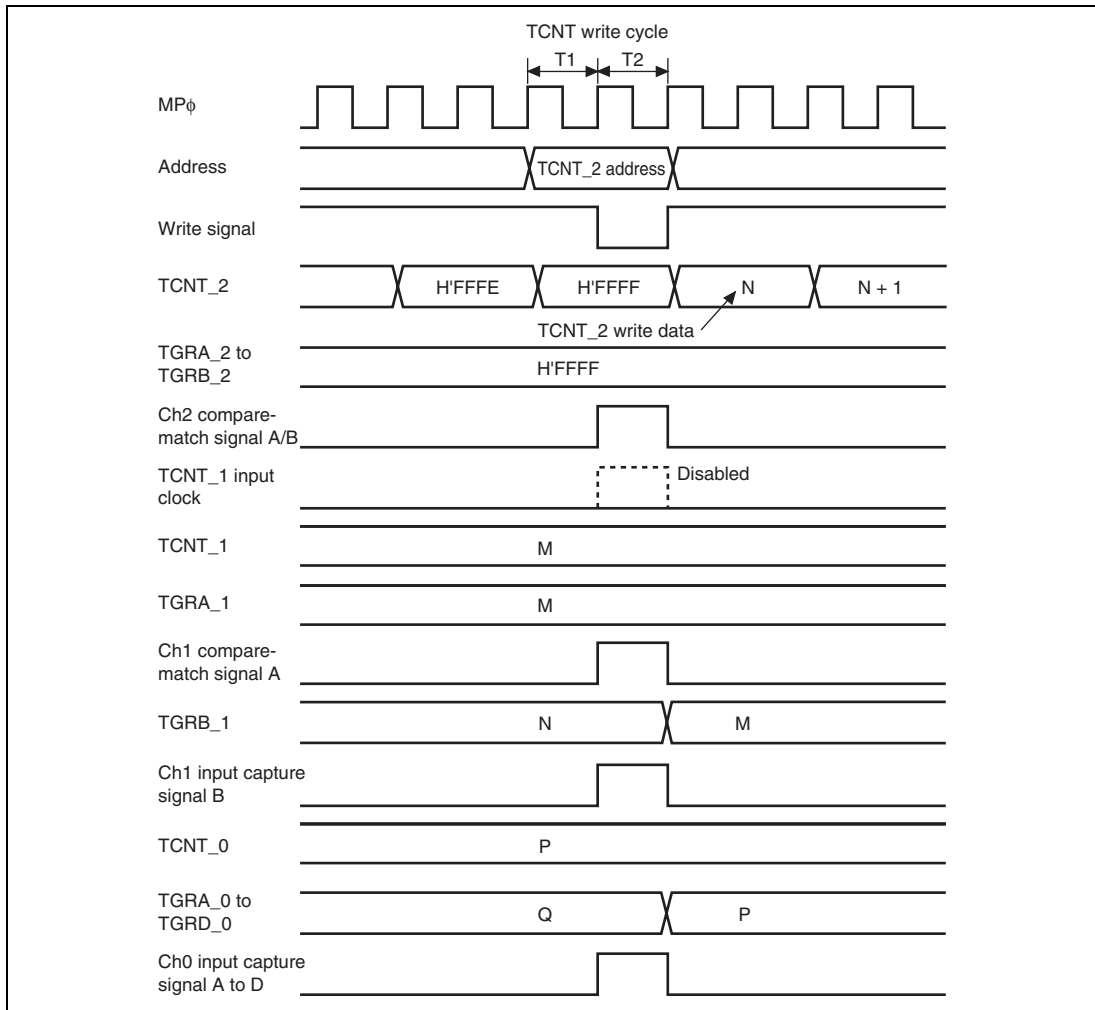 TCNT write cycle
T1 T2
MPϕ
Address
TCNT_2 address
Write signal
TCNT_2
H'FFFE H'FFFF N N + 1
TCNT_2 write data
TGRA_2 to
TGRB_2
H'FFFF
Ch2 compare-
match signal A/B
TCNT_1 input
clock
Disabled
TCNT_1
M
TGRA_1
M
Ch1 compare-
match signal A
TGRB_1
N M
Ch1 input capture
signal B
TCNT_0
P
TGRA_0 to
TGRD_0
Q P
Ch0 input capture
signal A to D